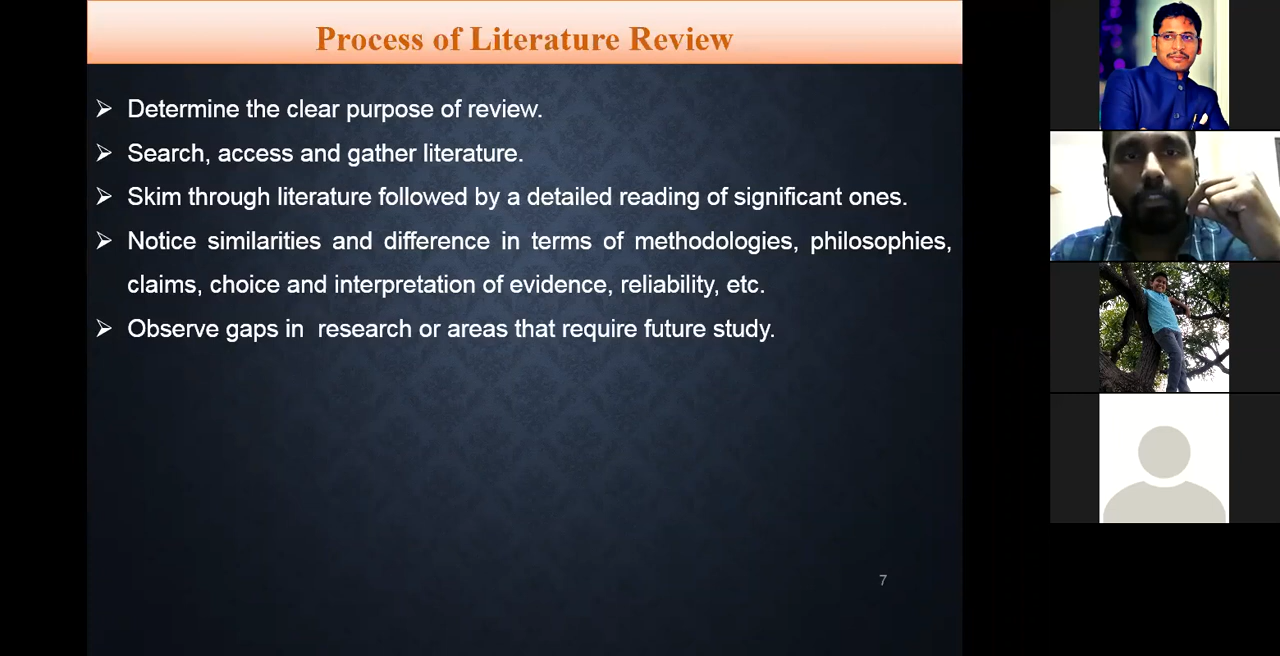 Process of Literature Review
➢ Determine the clear purpose of review.
➢ Search, access and gather literature.
➢ Skim through literature followed by a detailed reading of significant ones.
➢ Notice similarities and difference in terms of methodologies, philosophies,
claims, choice and interpretation of evidence, reliability, etc.
➢ Observe gaps in  research or areas that require future study.
7